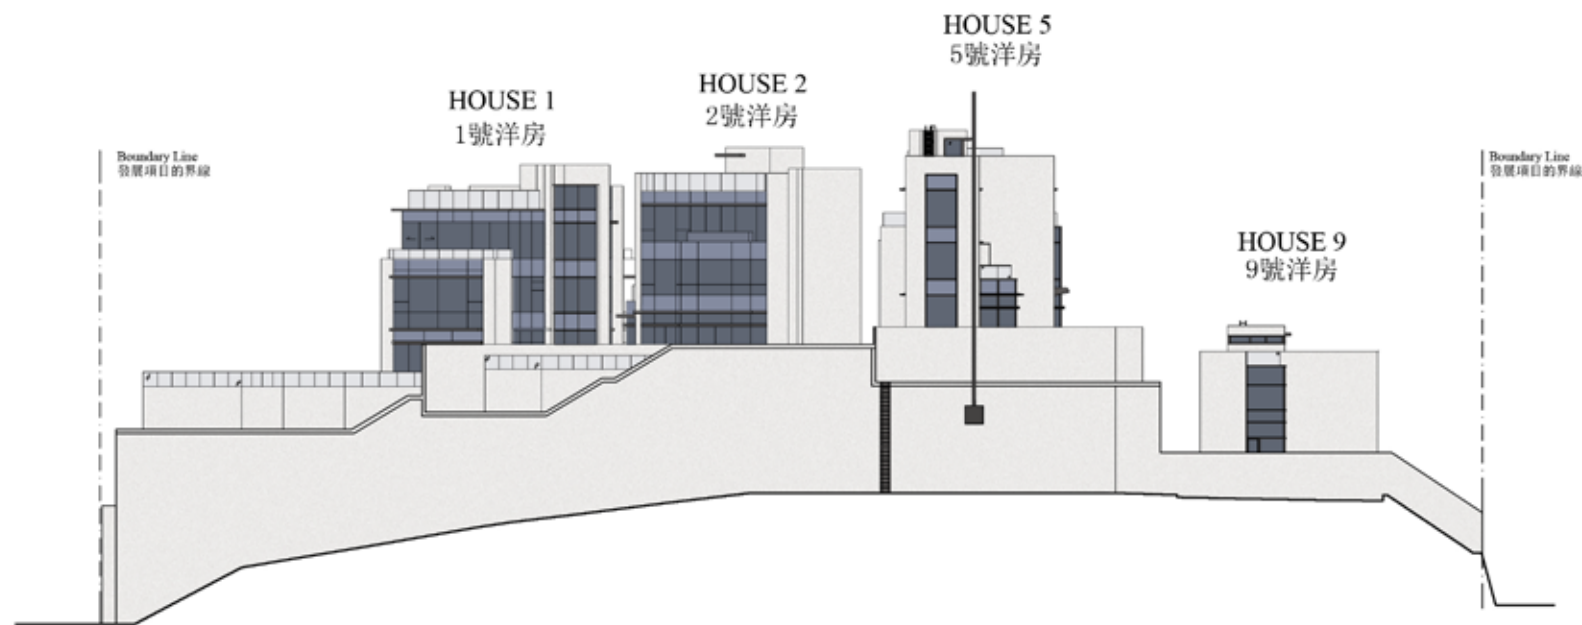 HOUSE 5
5號洋房
HOUSE 2
2號洋房
HOUSE 1
1號洋房
Boundary Line
發展項目的界線
Boundary Line
發展項目的界線
HOUSE 9
9號洋房